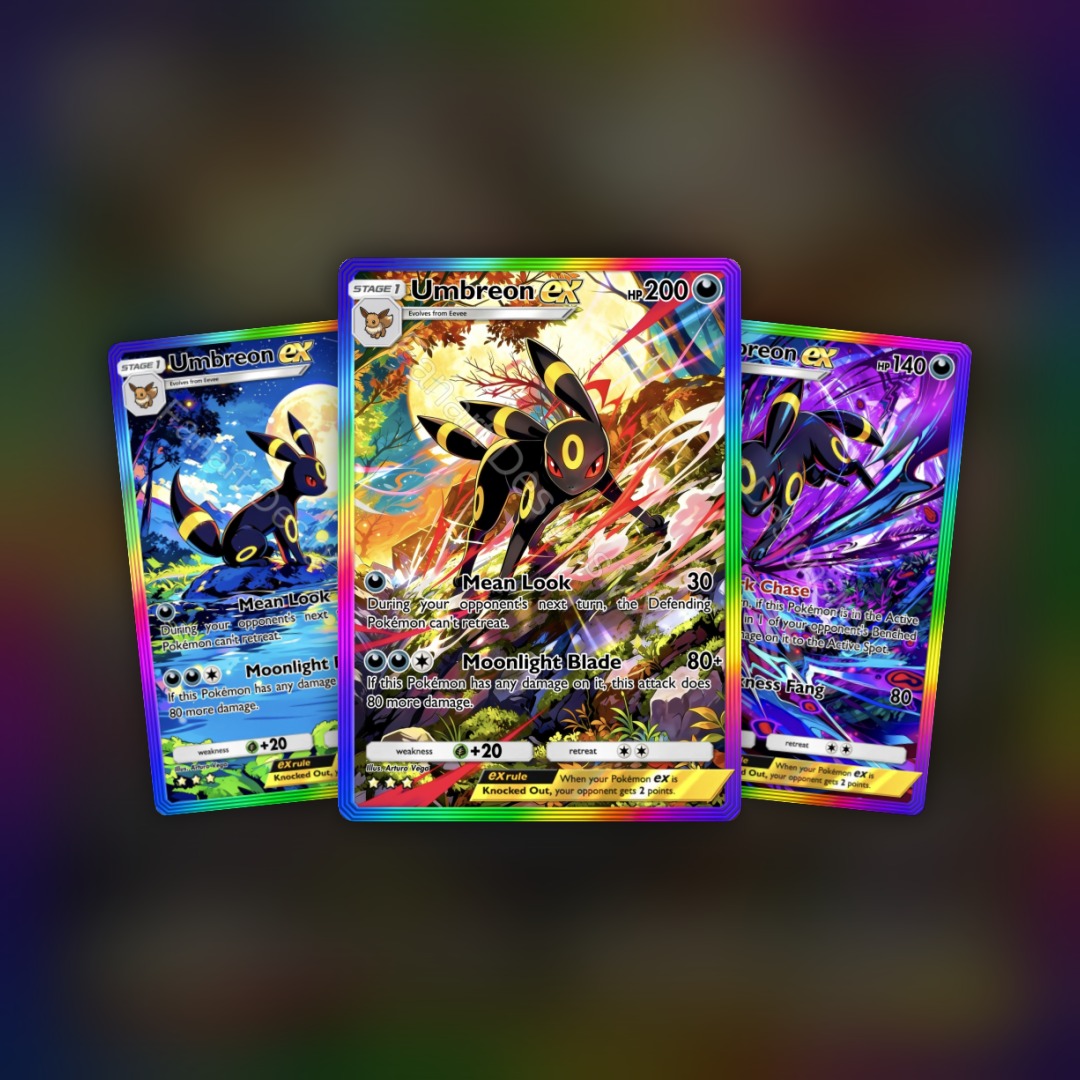 STAGE 1
Umbreon ex
Evolves from Eevee
Mean Look
During your opponent's next
Pokémon can't retreat.
Moonlight
If this Pokémon has any damage
80 more damage.
weakness
+20
ex rule
Knocked Out,
STAGE 1
Umbreon ex
HP 200
Evolves from Eevee
Mean Look 30
During your opponent's next turn, the Defending
Pokémon can't retreat.
Moonlight Blade 80+
If this Pokémon has any damage on it, this attack does
80 more damage.
weakness +20 retreat
Illus. Arturo Vega
ex rule
When your Pokémon ex is
Knocked Out, your opponent gets 2 points.
breon ex
HP 140
k Chase
n, if this Pokémon is in the Active
in 1 of your opponent's Benched
mage on it to the Active Spot.
kness Fang 80
retreat
When your Pokémon ex is
d Out, your opponent gets 2 points.